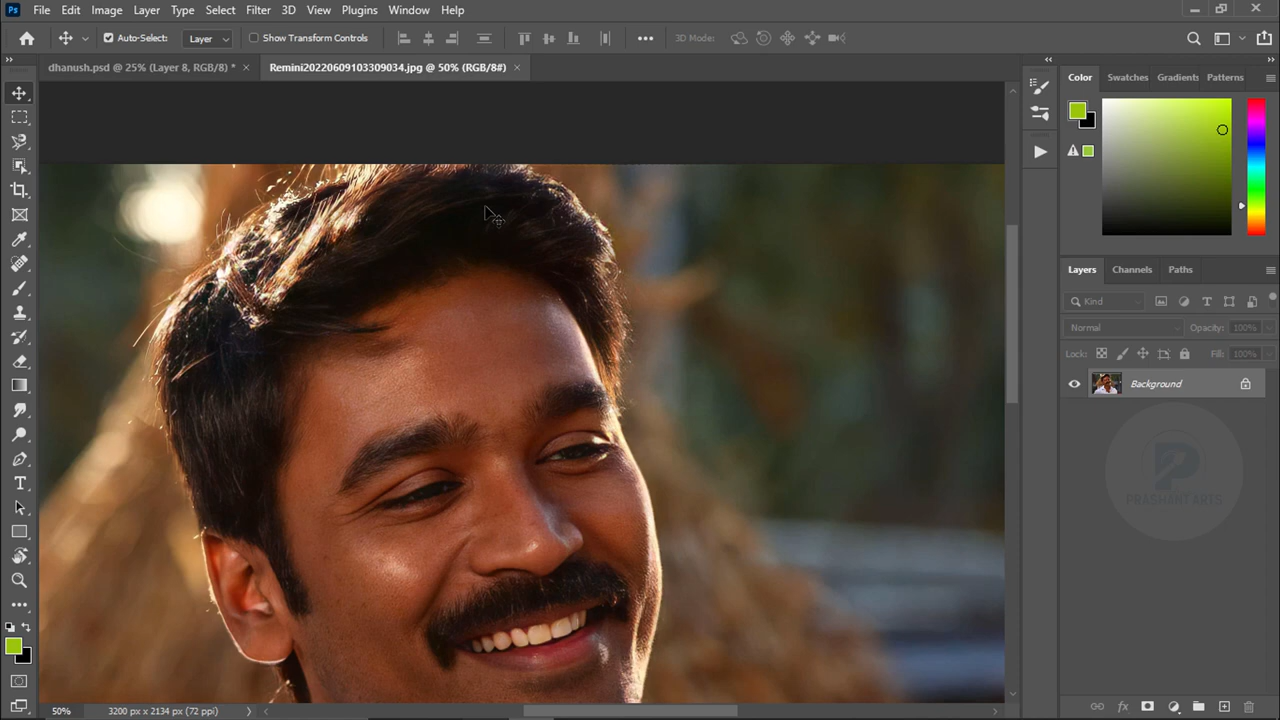 Ps File Edit Image Layer Type Select Filter 3D View Plugins Window Help
Auto-Select: Layer Show Transform Controls ••• 3D Mode:
dhanush.psd @ 25% (Layer 8, RGB/8) * × Remini20220609103309034.jpg @ 50% (RGB/8#) ×
Color Swatches Gradients Patterns
Layers Channels Paths
Kind
Normal Opacity: 100%
Lock: Fill: 100%
Background
PRASHANT ARTS
T
50% 3200 px x 2134 px (72 ppi)
fx